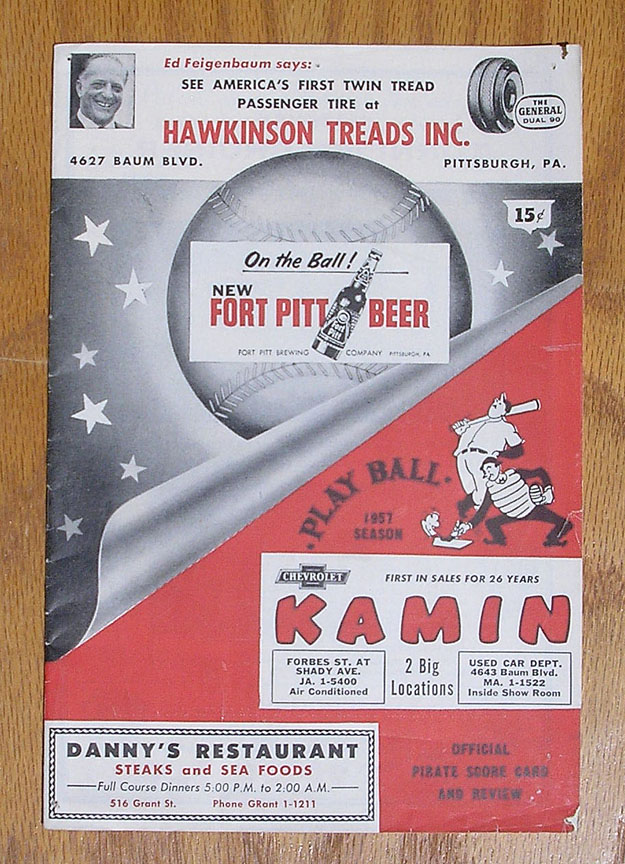 Ed Feigenbaum says:
SEE AMERICA'S FIRST TWIN TREAD
PASSENGER TIRE at
HAWKINSON TREADS INC.
4627 BAUM BLVD.
PITTSBURGH, PA.
THE
GENERAL
DUAL 90
15¢
On the Ball!
NEW
FORT PITT BEER
FORT PITT BREWING COMPANY PITTSBURGH, PA.
• PLAY BALL •
1957
SEASON
CHEVROLET
FIRST IN SALES FOR 26 YEARS
KAMIN
FORBES ST. AT
SHADY AVE.
JA. 1-5400
Air Conditioned
2 Big
Locations
USED CAR DEPT.
4643 Baum Blvd.
MA. 1-1522
Inside Show Room
DANNY'S RESTAURANT
STEAKS and SEA FOODS
Full Course Dinners 5:00 P.M. to 2:00 A.M.
516 Grant St. Phone GRant 1-1211
OFFICIAL
PIRATE SCORE CARD
AND REVIEW